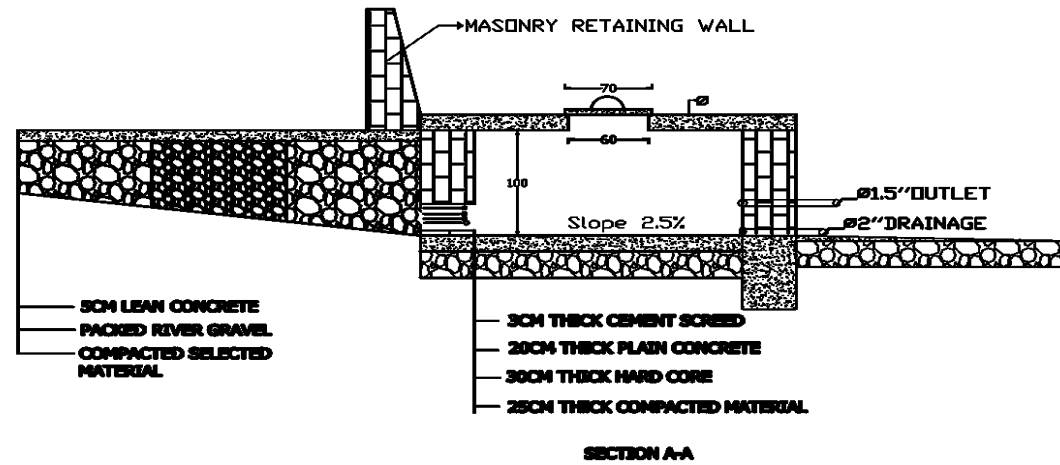 MASONRY RETAINING WALL
70
Ø
60
100
Ø1.5''OUTLET
Slope 2.5%
Ø2''DRAINAGE
5CM LEAN CONCRETE
PACKED RIVER GRAVEL
COMPACTED SELECTED
MATERIAL
3CM THICK CEMENT SCREED
20CM THICK PLAIN CONCRETE
30CM THICK HARD CORE
25CM THICK COMPACTED MATERIAL
SECTION A-A